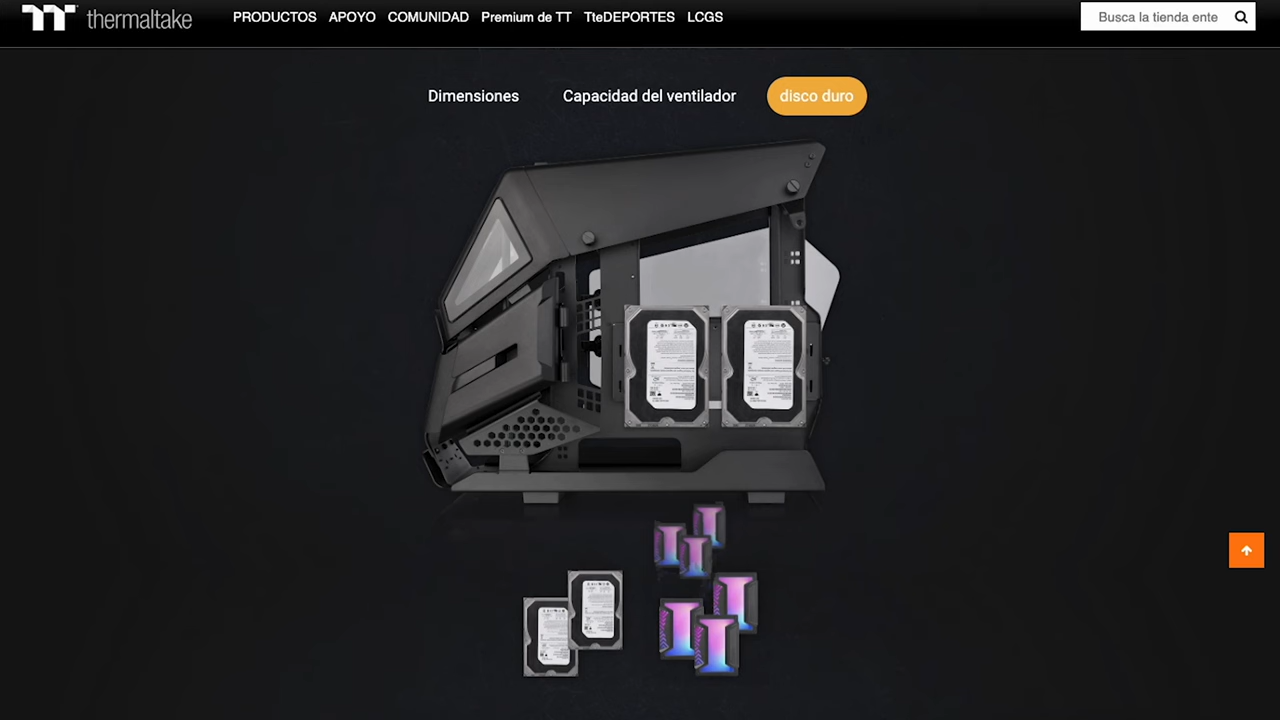 thermaltake
PRODUCTOS APOYO COMUNIDAD Premium de TT TteDEPORTES LCGS
Busca la tienda ente
Dimensiones Capacidad del ventilador disco duro